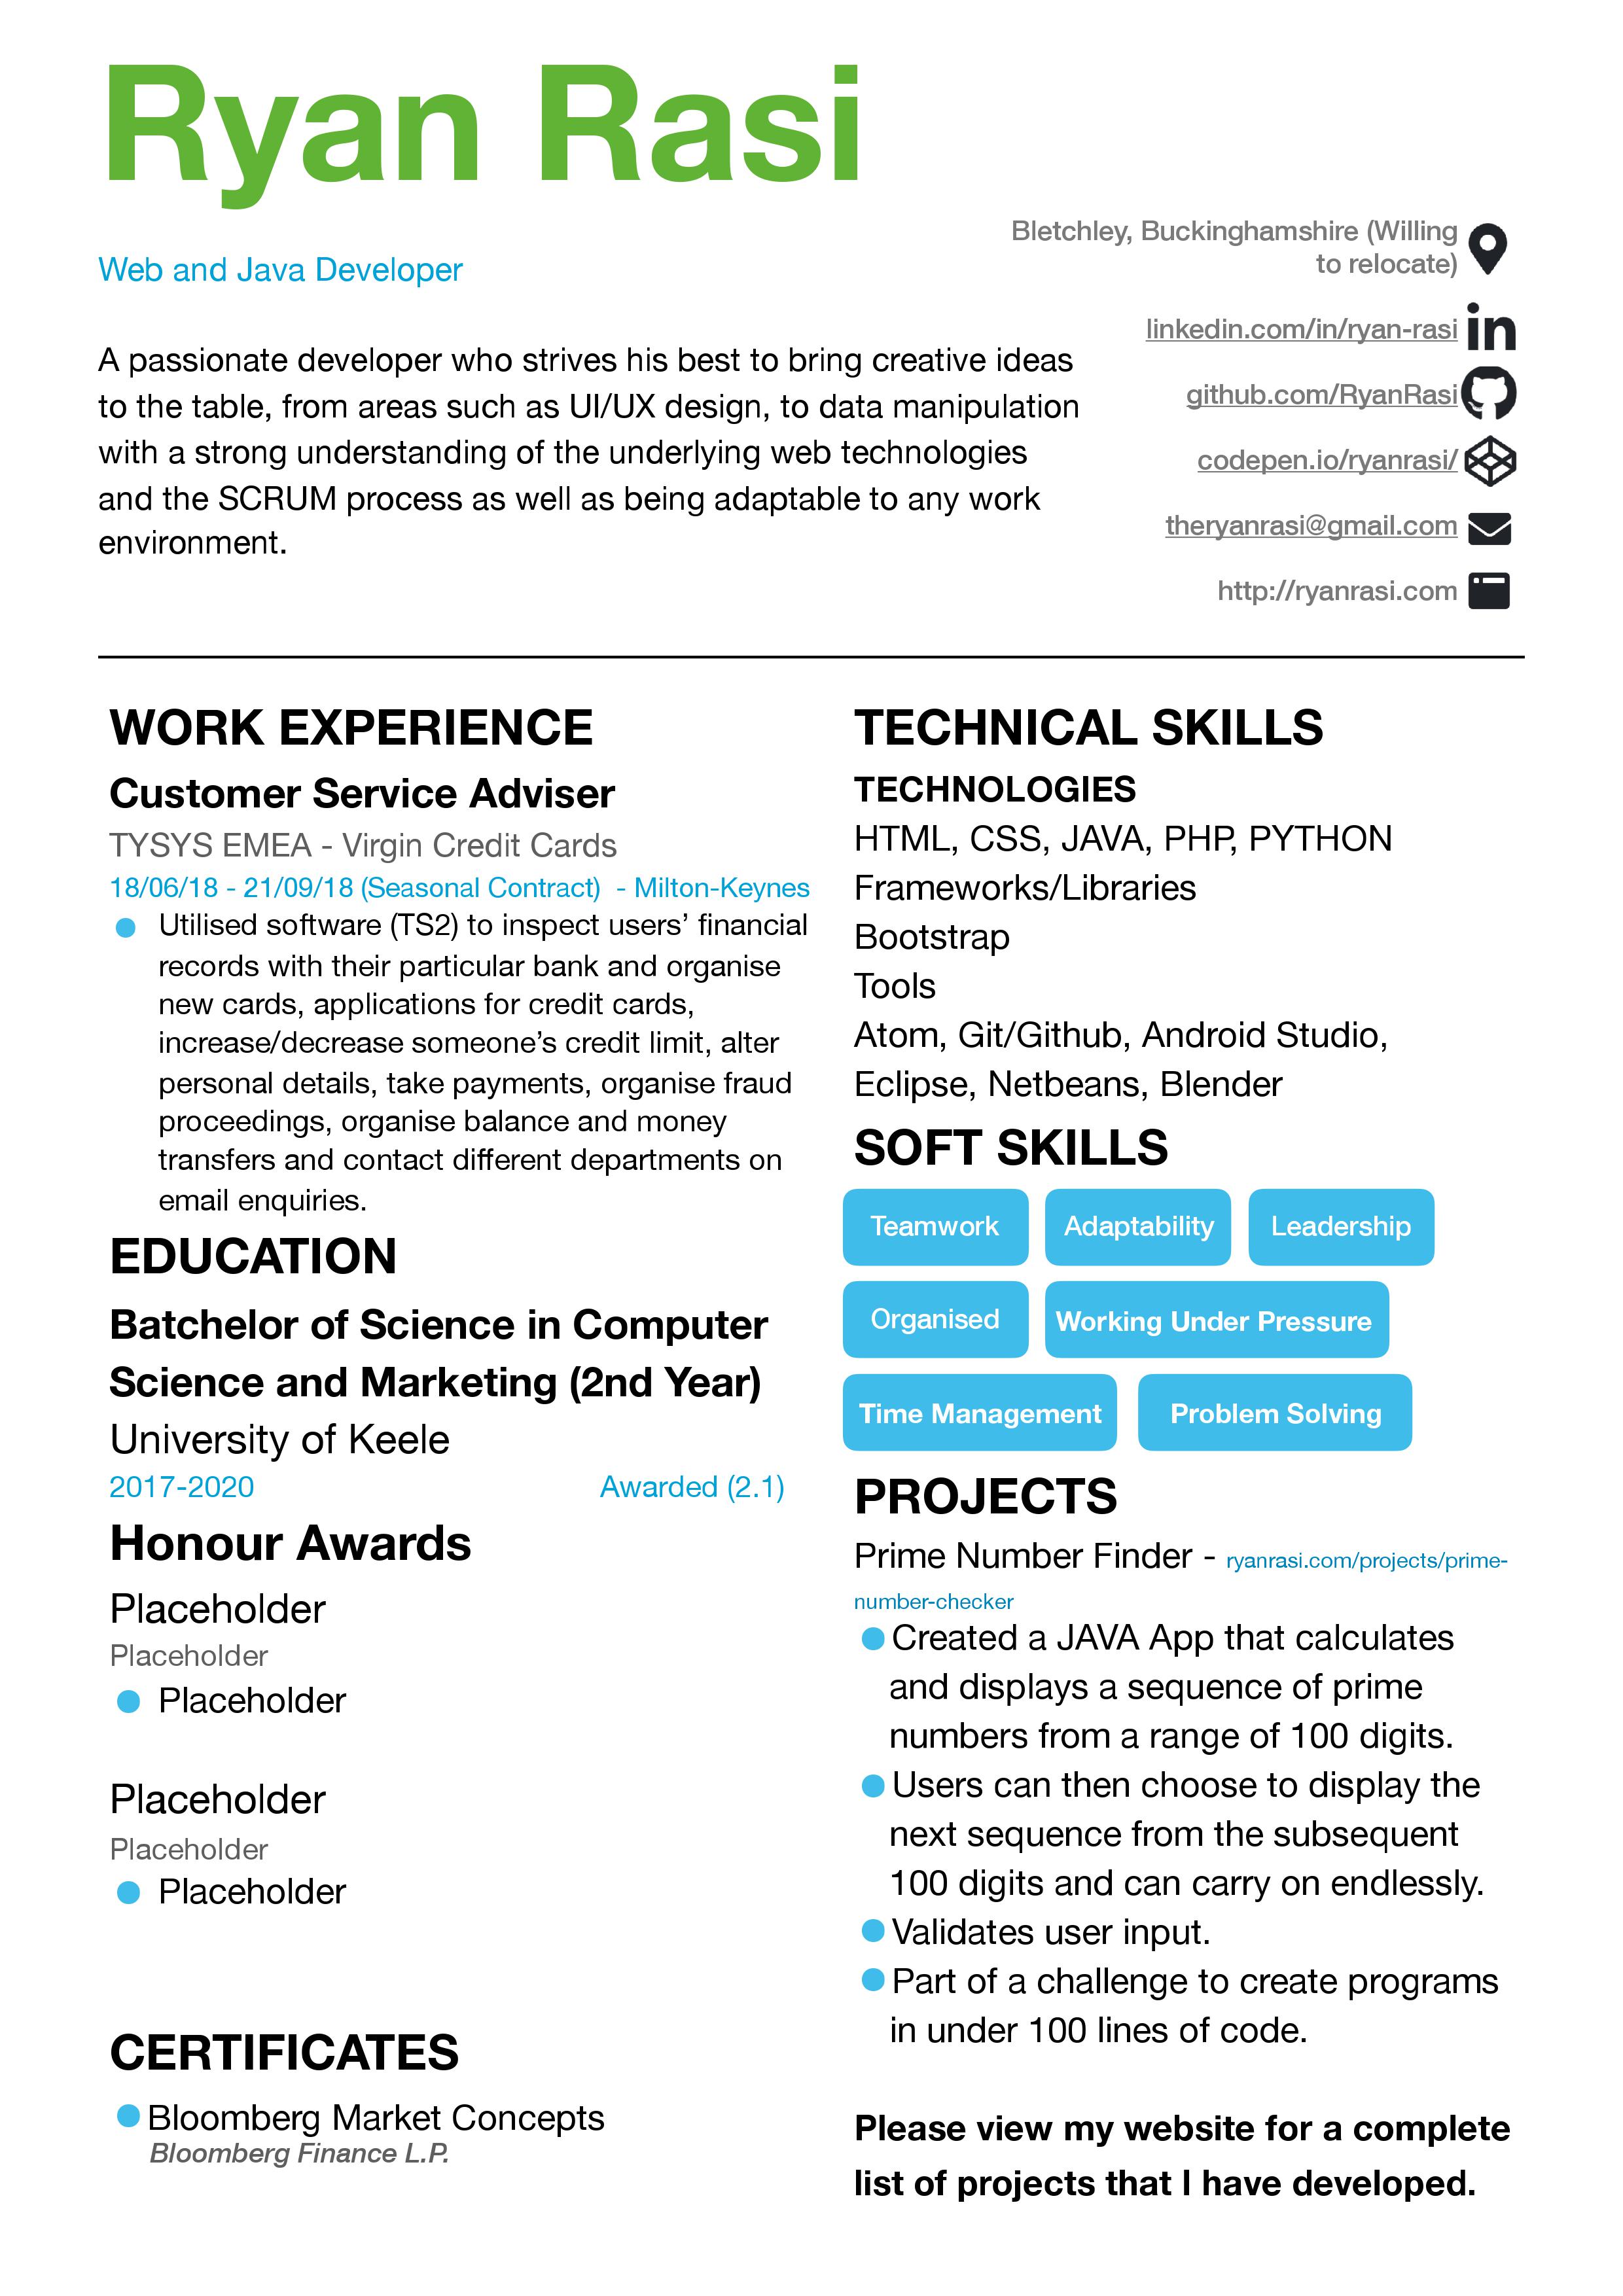 Ryan Rasi
Web and Java Developer
A passionate developer who strives his best to bring creative ideas
to the table, from areas such as UI/UX design, to data manipulation
with a strong understanding of the underlying web technologies
and the SCRUM process as well as being adaptable to any work
environment.
Bletchley, Buckinghamshire (Willing
to relocate)
linkedin.com/in/ryan-rasi
github.com/RyanRasi
codepen.io/ryanrasi/
theryanrasi@gmail.com
http://ryanrasi.com
WORK EXPERIENCE
Customer Service Adviser
TYSYS EMEA - Virgin Credit Cards
18/06/18 - 21/09/18 (Seasonal Contract)  - Milton-Keynes
Utilised software (TS2) to inspect users’ financial
records with their particular bank and organise
new cards, applications for credit cards,
increase/decrease someone’s credit limit, alter
personal details, take payments, organise fraud
proceedings, organise balance and money
transfers and contact different departments on
email enquiries.
EDUCATION
Batchelor of Science in Computer
Science and Marketing (2nd Year)
University of Keele
2017-2020 Awarded (2.1)
Honour Awards
Placeholder
Placeholder
Placeholder
Placeholder
Placeholder
Placeholder
CERTIFICATES
Bloomberg Market Concepts
Bloomberg Finance L.P.
TECHNICAL SKILLS
TECHNOLOGIES
HTML, CSS, JAVA, PHP, PYTHON
Frameworks/Libraries
Bootstrap
Tools
Atom, Git/Github, Android Studio,
Eclipse, Netbeans, Blender
SOFT SKILLS
Teamwork Adaptability Leadership
Organised Working Under Pressure
Time Management Problem Solving
PROJECTS
Prime Number Finder - ryanrasi.com/projects/prime-
number-checker
Created a JAVA App that calculates
and displays a sequence of prime
numbers from a range of 100 digits.
Users can then choose to display the
next sequence from the subsequent
100 digits and can carry on endlessly.
Validates user input.
Part of a challenge to create programs
in under 100 lines of code.
Please view my website for a complete
list of projects that I have developed.